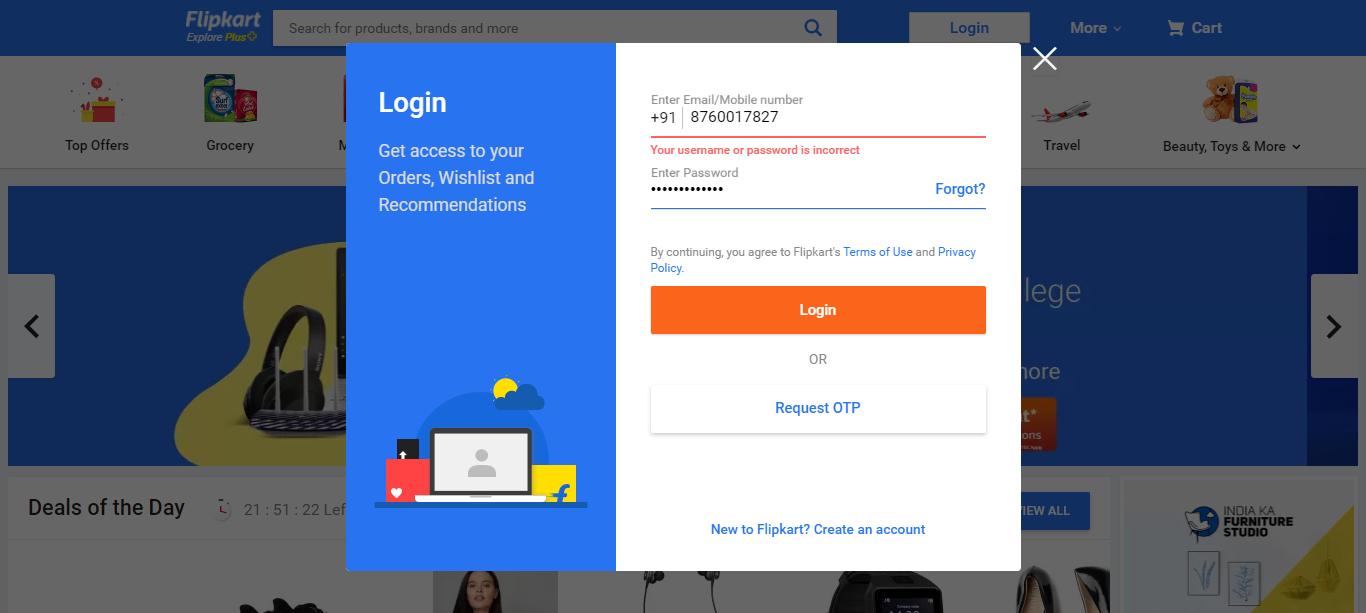 Flipkart
Explore Plus
Search for products, brands and more
Login
More
Cart
Top Offers
Grocery
Travel
Beauty, Toys & More
Login
Get access to your
Orders, Wishlist and
Recommendations
Enter Email/Mobile number
+91 8760017827
Your username or password is incorrect
Enter Password
•••••••••••••
Forgot?
By continuing, you agree to Flipkart's Terms of Use and Privacy
Policy.
Login
OR
Request OTP
New to Flipkart? Create an account
Deals of the Day
21 : 51 : 22 Lef
VIEW ALL
INDIA KA
FURNITURE
STUDIO